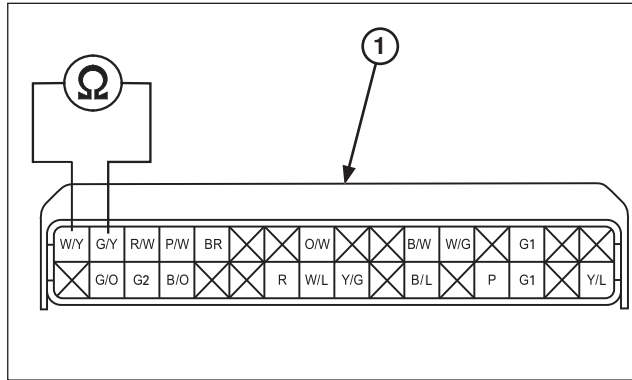 1
Ω
W/Y G/Y R/W P/W BR O/W B/W W/G G1
G/O G2 B/O R W/L Y/G B/L P G1 Y/L